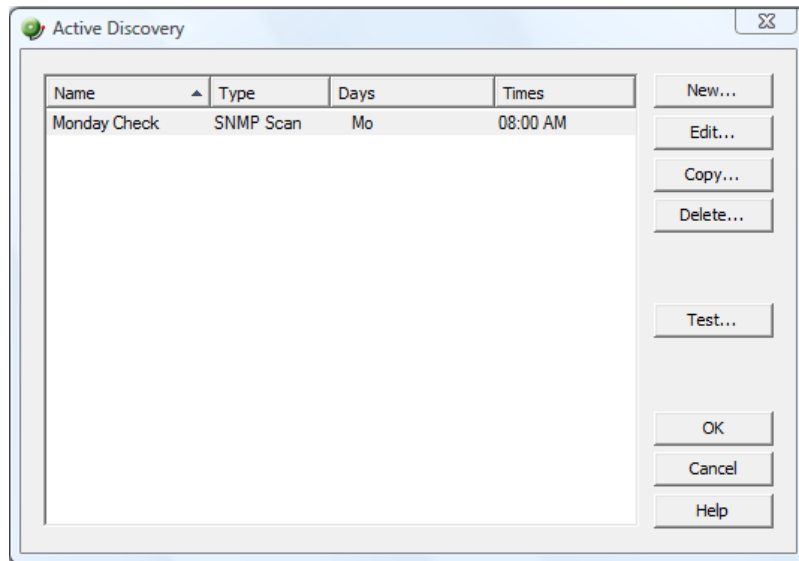 Active Discovery
Name Type Days Times
Monday Check SNMP Scan Mo 08:00 AM
New...
Edit...
Copy...
Delete...
Test...
OK
Cancel
Help